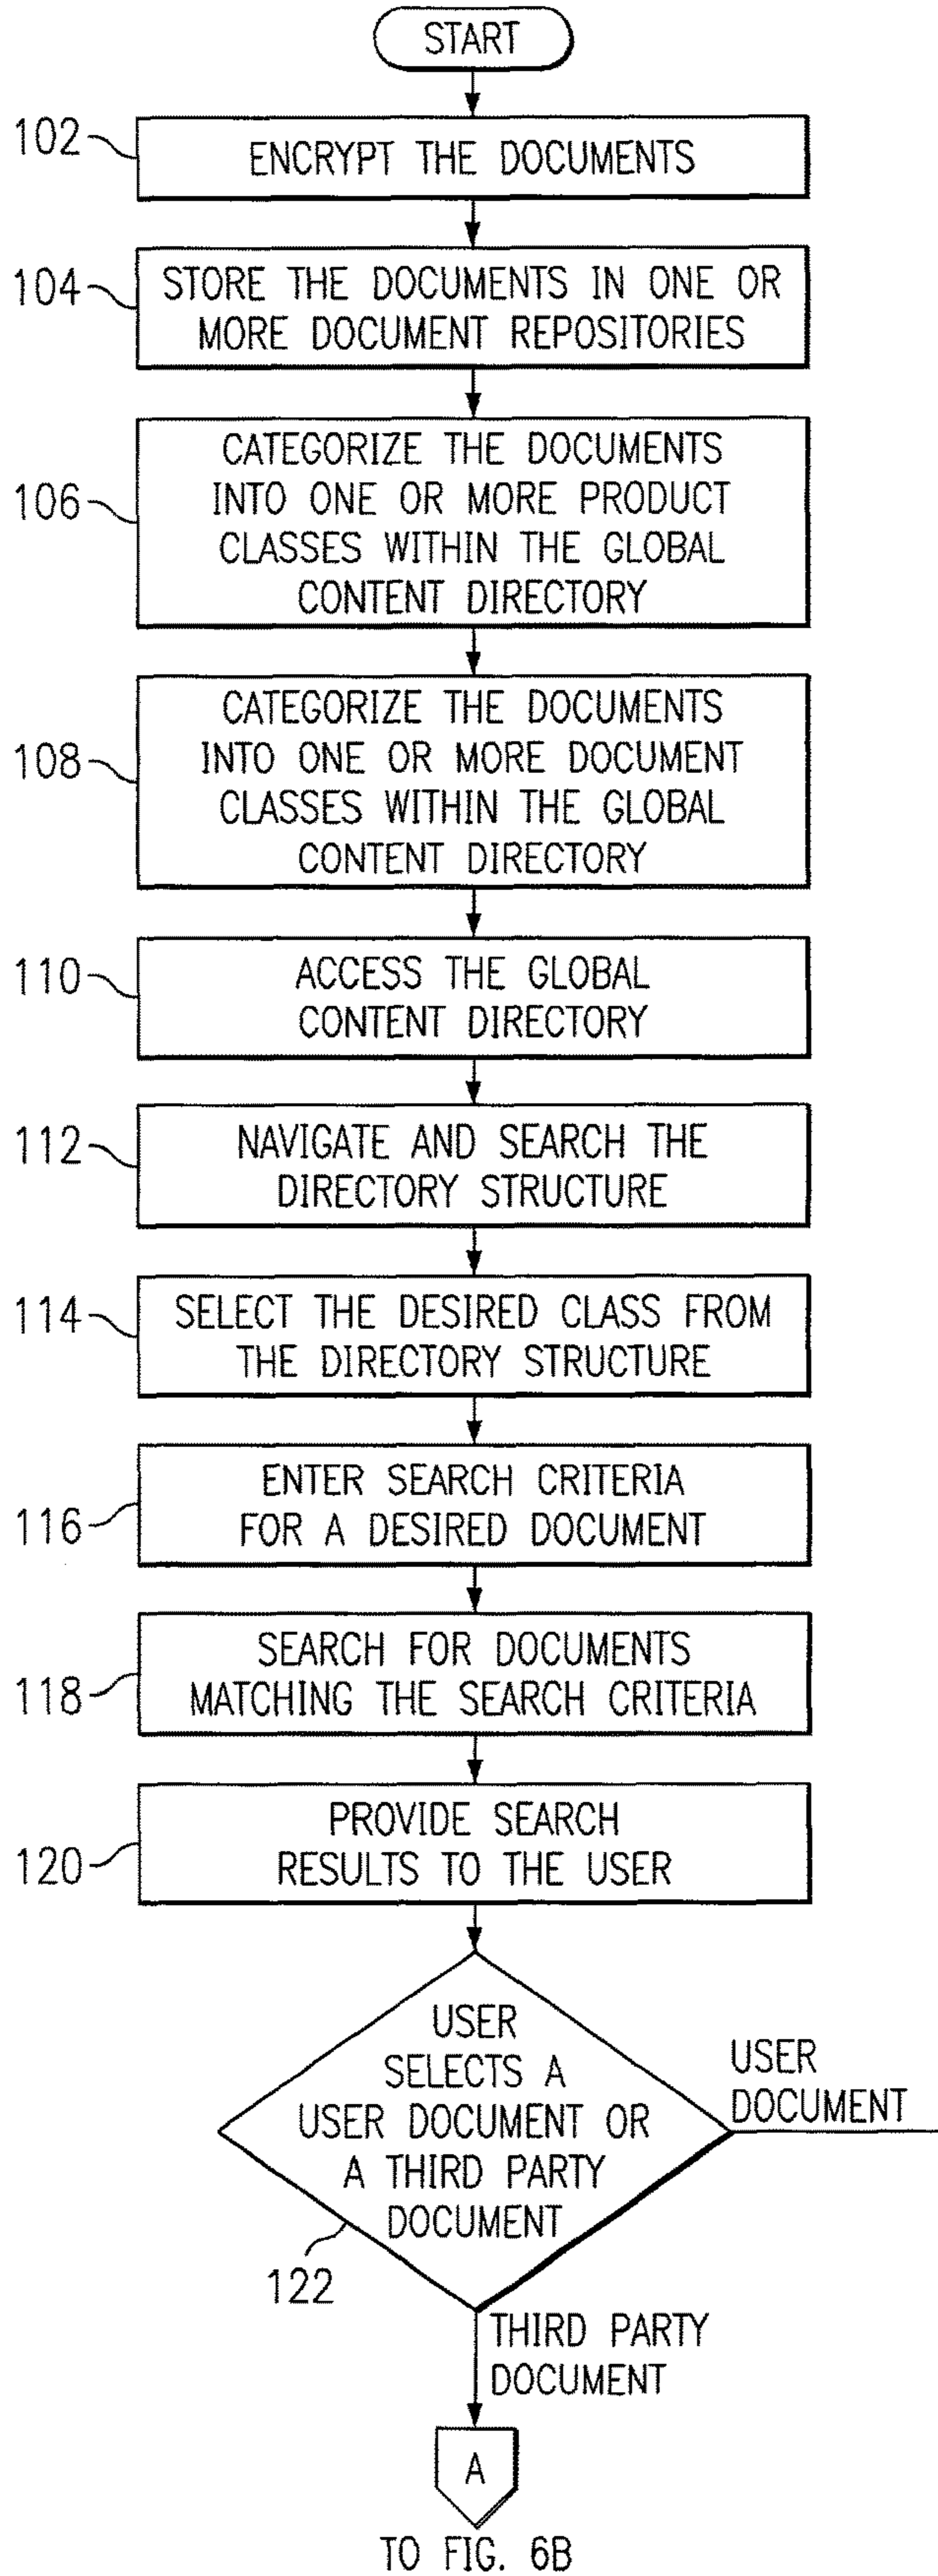 START
102
ENCRYPT THE DOCUMENTS
104
STORE THE DOCUMENTS IN ONE OR
MORE DOCUMENT REPOSITORIES
106
CATEGORIZE THE DOCUMENTS
INTO ONE OR MORE PRODUCT
CLASSES WITHIN THE GLOBAL
CONTENT DIRECTORY
108
CATEGORIZE THE DOCUMENTS
INTO ONE OR MORE DOCUMENT
CLASSES WITHIN THE GLOBAL
CONTENT DIRECTORY
110
ACCESS THE GLOBAL
CONTENT DIRECTORY
112
NAVIGATE AND SEARCH THE
DIRECTORY STRUCTURE
114
SELECT THE DESIRED CLASS FROM
THE DIRECTORY STRUCTURE
116
ENTER SEARCH CRITERIA
FOR A DESIRED DOCUMENT
118
SEARCH FOR DOCUMENTS
MATCHING THE SEARCH CRITERIA
120
PROVIDE SEARCH
RESULTS TO THE USER
USER
SELECTS A
USER DOCUMENT OR
A THIRD PARTY
DOCUMENT
122
USER
DOCUMENT
THIRD PARTY
DOCUMENT
A
TO FIG. 6B